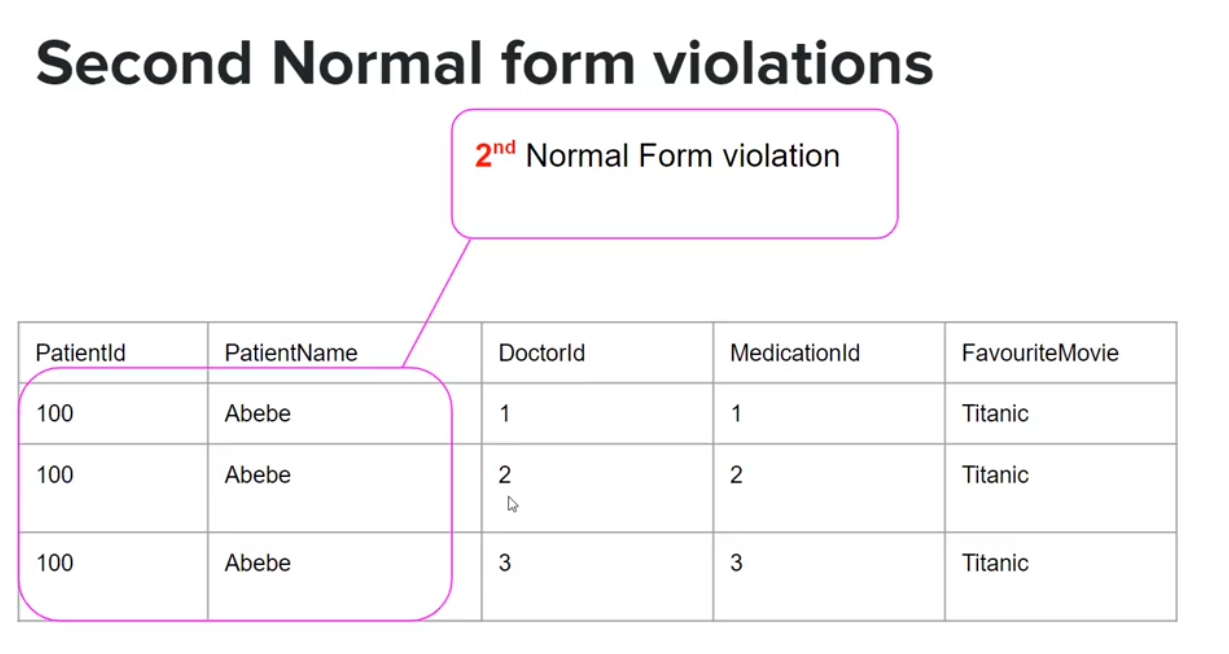 Second Normal form violations
2nd Normal Form violation
PatientId PatientName DoctorId MedicationId FavouriteMovie
100 Abebe 1 1 Titanic
100 Abebe 2 2 Titanic
100 Abebe 3 3 Titanic